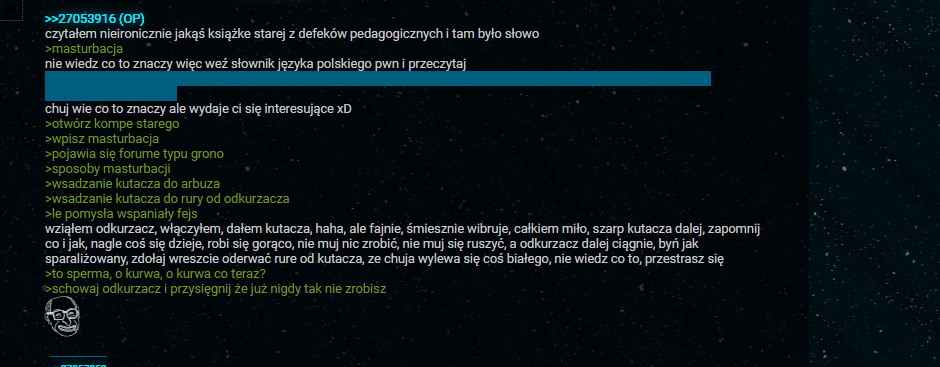 >>27053916 (OP)
czytałem nieironicznie jakąś książke starej z defeków pedagogicznych i tam było słowo
>masturbacja
nie wiedz co to znaczy więc weź słownik języka polskiego pwn i przeczytaj
chuj wie co to znaczy ale wydaje ci się interesujące xD
>otwórz kompe starego
>wpisz masturbacja
>pojawia się forume typu grono
>sposoby masturbacji
>wsadzanie kutacza do arbuza
>wsadzanie kutacza do rury od odkurzacza
>le pomysła wspaniały fejs
wziąłem odkurzacz, włączyłem, dałem kutacza, haha, ale fajnie, śmiesznie wibruje, całkiem miło, szarp kutacza dalej, zapomnij
co i jak, nagle coś się dzieje, robi się gorąco, nie muj nic zrobić, nie muj się ruszyć, a odkurzacz dalej ciągnie, byń jak
sparaliżowany, zdołaj wreszcie oderwać rure od kutacza, ze chuja wylewa się coś białego, nie wiedz co to, przestrasz się
>to sperma, o kurwa, o kurwa co teraz?
>schowaj odkurzacz i przysięgnij że już nigdy tak nie zrobisz